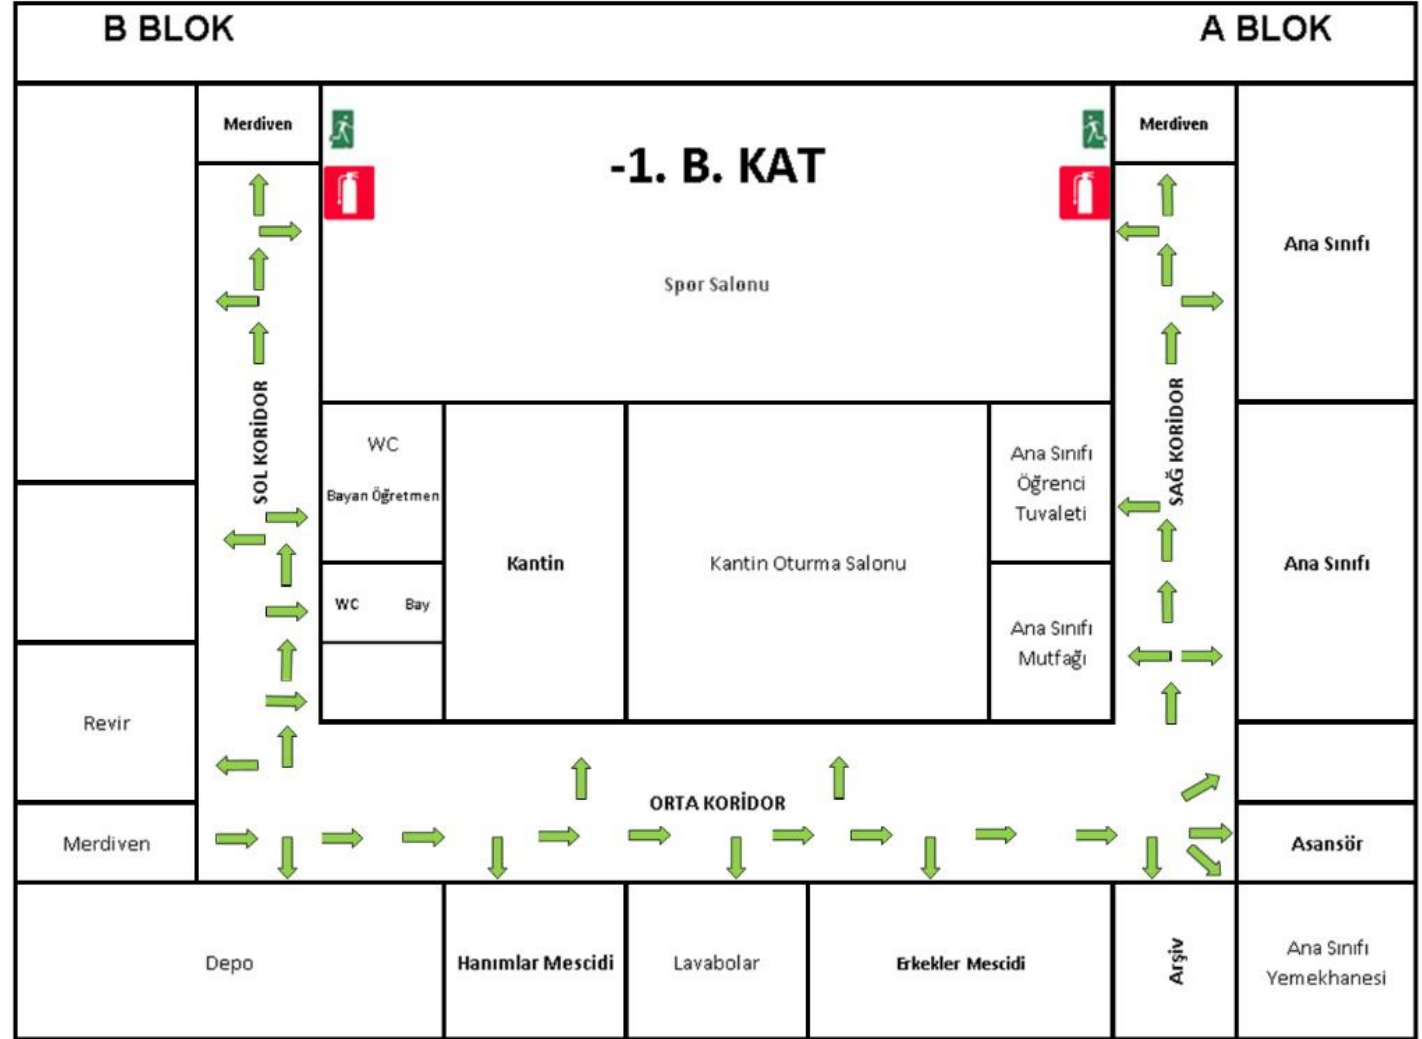 B BLOK
A BLOK
Merdiven
-1. B. KAT
Merdiven
Spor Salonu
Ana Sınıfı
SOL KORİDOR
SAĞ KORİDOR
WC
Bayan Öğretmen
Kantin
Kantin Oturma Salonu
Ana Sınıfı
Öğrenci
Tuvaleti
Ana Sınıfı
WC Bay
Ana Sınıfı
Mutfağı
Revir
ORTA KORİDOR
Merdiven
Asansör
Depo
Hanımlar Mescidi
Lavabolar
Erkekler Mescidi
Arşiv
Ana Sınıfı
Yemekhanesi